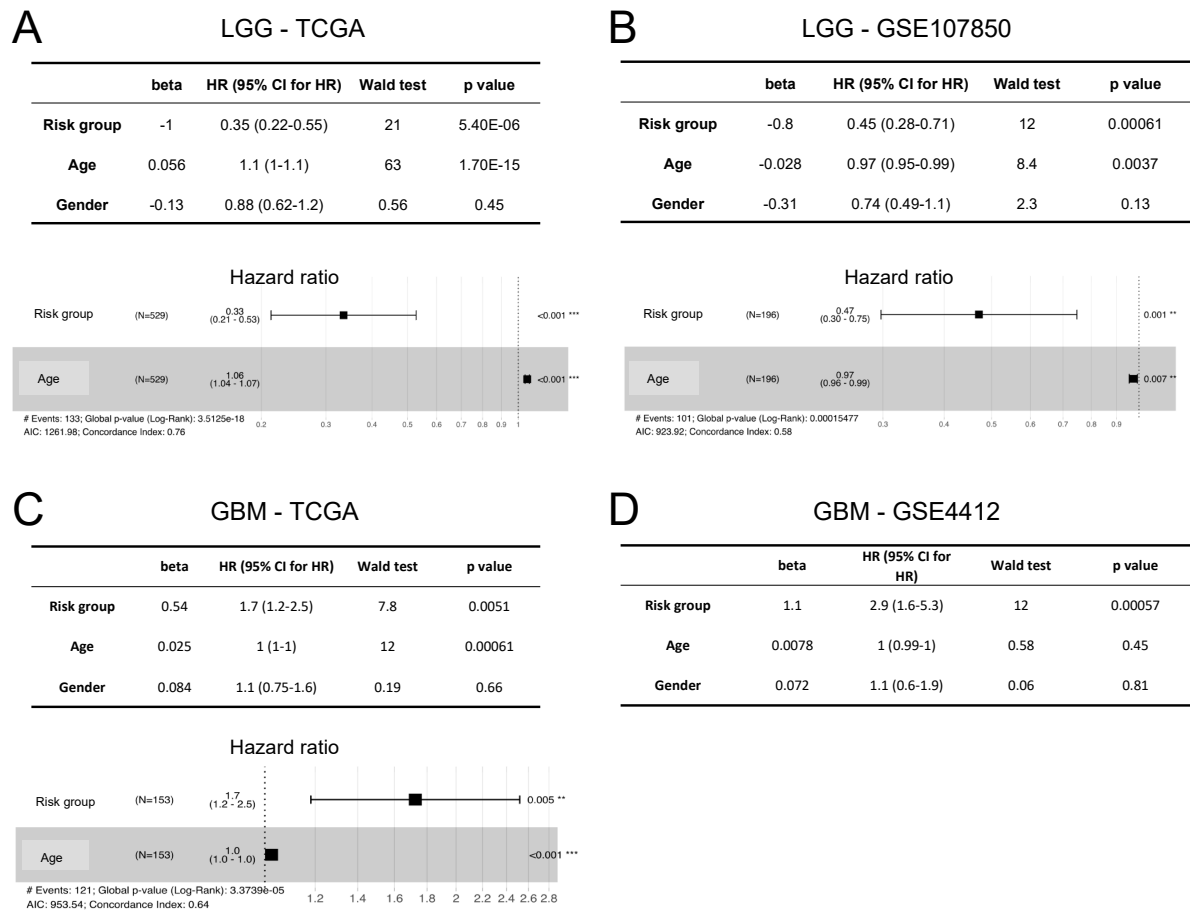 A
LGG - TCGA
beta HR (95% CI for HR) Wald test p value
Risk group -1 0.35 (0.22-0.55) 21 5.40E-06
Age 0.056 1.1 (1-1.1) 63 1.70E-15
Gender -0.13 0.88 (0.62-1.2) 0.56 0.45
Hazard ratio
Risk group (N=529) 0.33 (0.21 - 0.53) <0.001 ***
Age (N=529) 1.06 (1.04 - 1.07) <0.001 ***
# Events: 133; Global p-value (Log-Rank): 3.5125e-18
AIC: 1261.98; Concordance Index: 0.76
0.2 0.3 0.4 0.5 0.6 0.7 0.8 0.9 1
B
LGG - GSE107850
beta HR (95% CI for HR) Wald test p value
Risk group -0.8 0.45 (0.28-0.71) 12 0.00061
Age -0.028 0.97 (0.95-0.99) 8.4 0.0037
Gender -0.31 0.74 (0.49-1.1) 2.3 0.13
Hazard ratio
Risk group (N=196) 0.47 (0.30 - 0.75) 0.001 **
Age (N=196) 0.97 (0.96 - 0.99) 0.007 **
# Events: 101; Global p-value (Log-Rank): 0.00015477
AIC: 923.92; Concordance Index: 0.58
0.3 0.4 0.5 0.6 0.7 0.8 0.9
C
GBM - TCGA
beta HR (95% CI for HR) Wald test p value
Risk group 0.54 1.7 (1.2-2.5) 7.8 0.0051
Age 0.025 1 (1-1) 12 0.00061
Gender 0.084 1.1 (0.75-1.6) 0.19 0.66
Hazard ratio
Risk group (N=153) 1.7 (1.2 - 2.5) 0.005 **
Age (N=153) 1.0 (1.0 - 1.0) <0.001 ***
# Events: 121; Global p-value (Log-Rank): 3.3739e-05
AIC: 953.54; Concordance Index: 0.64
1.2 1.4 1.6 1.8 2 2.2 2.4 2.6 2.8
D
GBM - GSE4412
beta HR (95% CI for HR) Wald test p value
Risk group 1.1 2.9 (1.6-5.3) 12 0.00057
Age 0.0078 1 (0.99-1) 0.58 0.45
Gender 0.072 1.1 (0.6-1.9) 0.06 0.81